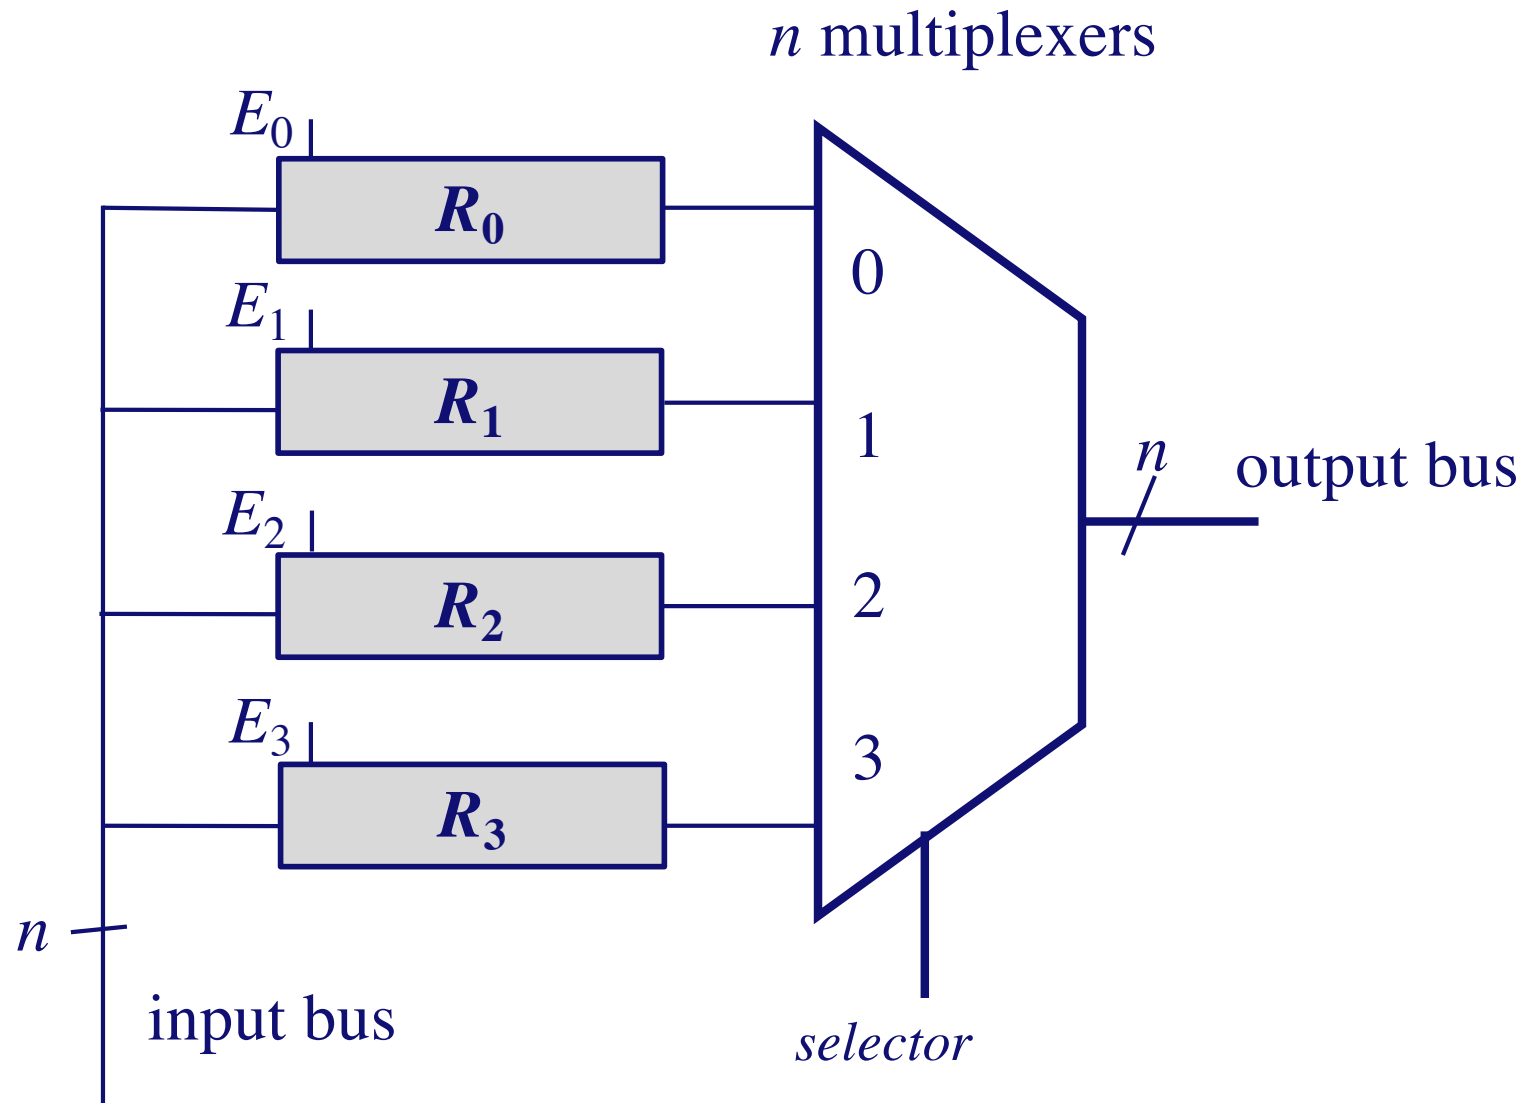 n multiplexers
E₀
R₀
0
E₁
R₁
1
n
output bus
E₂
R₂
2
E₃
R₃
3
n
input bus
selector